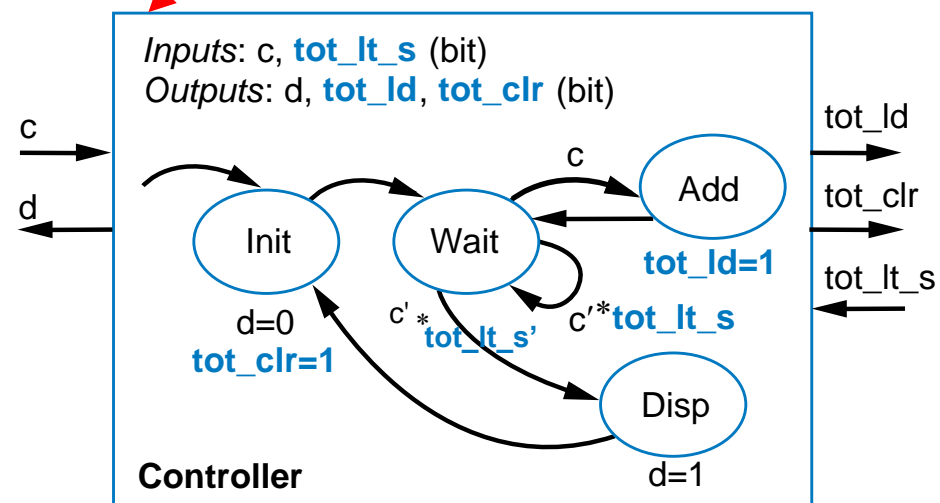 Inputs: c, tot_lt_s (bit)
Outputs: d, tot_ld, tot_clr (bit)
c
tot_ld
c
Add
tot_clr
d
Init
Wait
tot_ld=1
tot_lt_s
d=0
tot_clr=1
c' * tot_lt_s’
c′*tot_lt_s
Disp
d=1
Controller